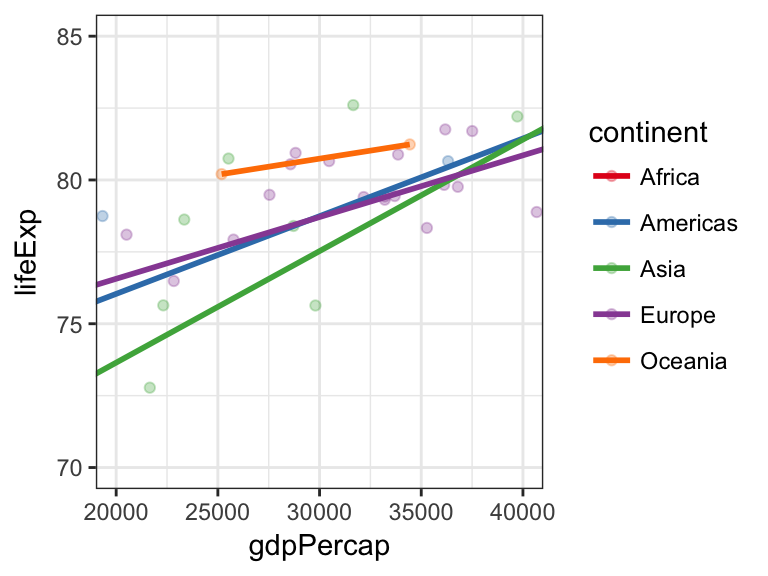 85
80
75
70
lifeExp
20000 25000 30000 35000 40000
gdpPercap
continent
Africa
Americas
Asia
Europe
Oceania